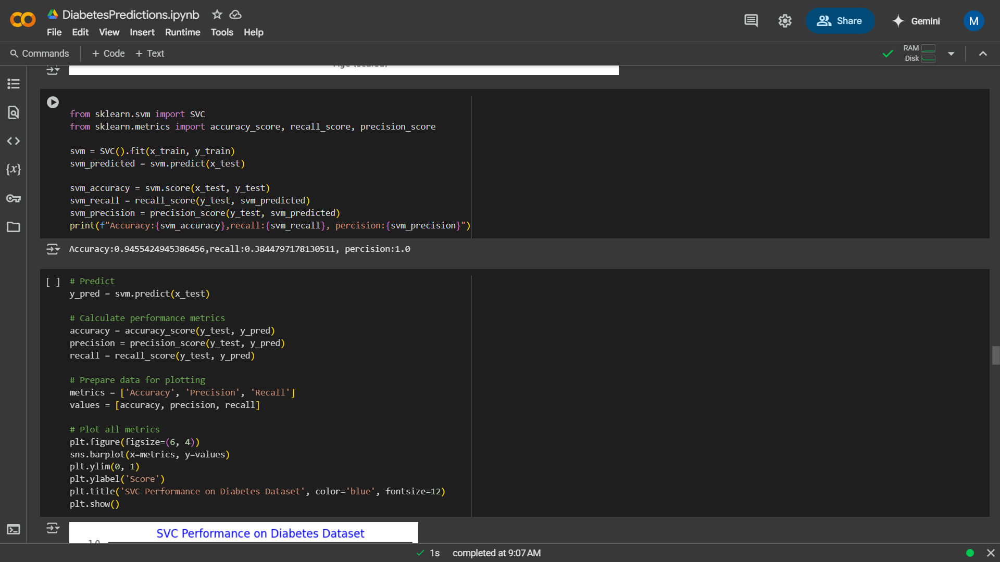 DiabetesPredictions.ipynb
File Edit View Insert Runtime Tools Help
Share
Gemini
M
Commands
+ Code + Text
RAM
Disk
from sklearn.svm import SVC
from sklearn.metrics import accuracy_score, recall_score, precision_score
svm = SVC().fit(x_train, y_train)
svm_predicted = svm.predict(x_test)
svm_accuracy = svm.score(x_test, y_test)
svm_recall = recall_score(y_test, svm_predicted)
svm_precision = precision_score(y_test, svm_predicted)
print(f"Accuracy:{svm_accuracy},recall:{svm_recall}, percision:{svm_precision}")
Accuracy:0.9455424945386456,recall:0.3844797178130511, percision:1.0
[ ] # Predict
y_pred = svm.predict(x_test)
# Calculate performance metrics
accuracy = accuracy_score(y_test, y_pred)
precision = precision_score(y_test, y_pred)
recall = recall_score(y_test, y_pred)
# Prepare data for plotting
metrics = ['Accuracy', 'Precision', 'Recall']
values = [accuracy, precision, recall]
# Plot all metrics
plt.figure(figsize=(6, 4))
sns.barplot(x=metrics, y=values)
plt.ylim(0, 1)
plt.ylabel('Score')
plt.title('SVC Performance on Diabetes Dataset', color='blue', fontsize=12)
plt.show()
SVC Performance on Diabetes Dataset
1.0
1s completed at 9:07 AM